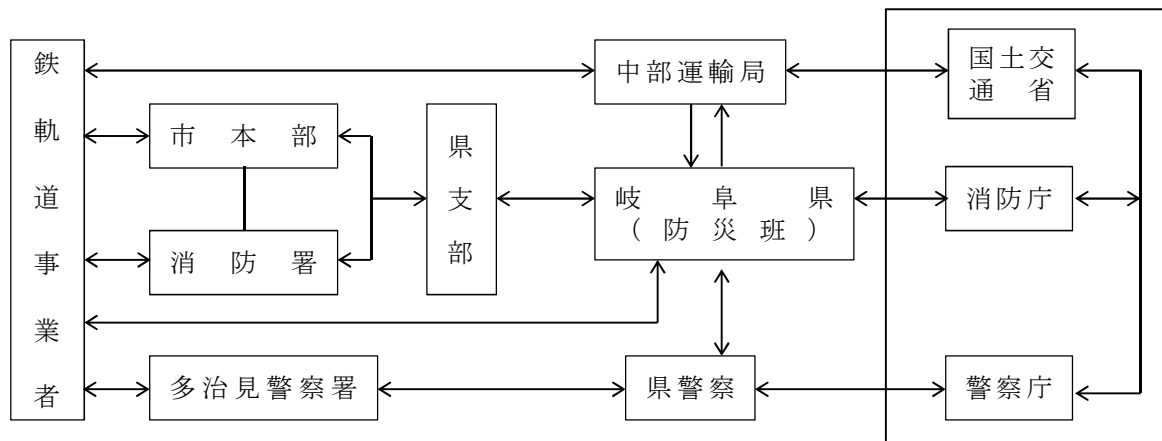 鉄軌道事業者
中部運輸局
国土交
通省
市本部
県支部
岐阜県
(防災班)
消防庁
消防署
多治見警察署
県警察
警察庁